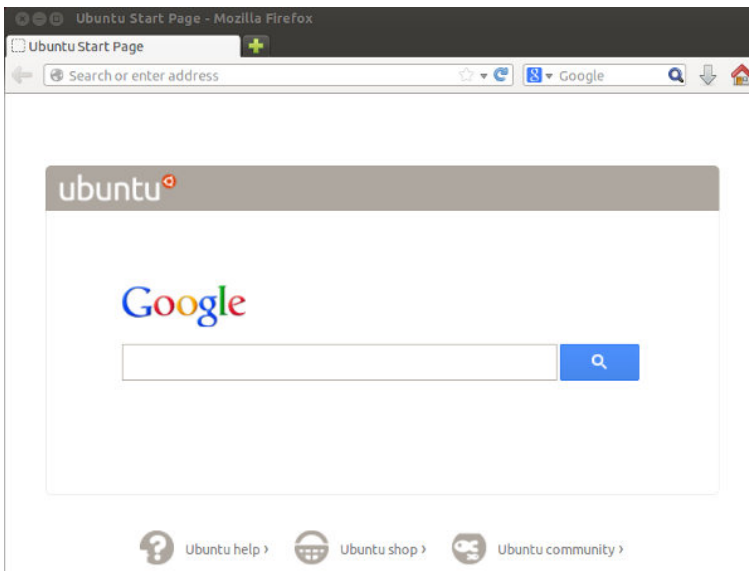 Ubuntu Start Page - Mozilla Firefox
Ubuntu Start Page
Search or enter address
8 Google
ubuntu
Google
Ubuntu help › Ubuntu shop › Ubuntu community ›